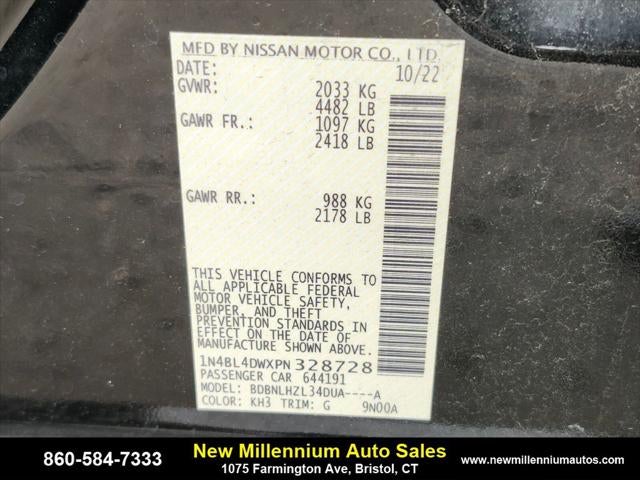 MFD BY NISSAN MOTOR CO., LTD.
DATE: 10/22
GVWR: 2033 KG
4482 LB
GAWR FR.: 1097 KG
2418 LB
GAWR RR.: 988 KG
2178 LB
THIS VEHICLE CONFORMS TO
ALL APPLICABLE FEDERAL
MOTOR VEHICLE SAFETY,
BUMPER, AND THEFT
PREVENTION STANDARDS IN
EFFECT ON THE DATE OF
MANUFACTURE SHOWN ABOVE.
1N4BL4DWXPN328728
PASSENGER CAR 644191
MODEL: BDBNLHZL34DUA----A
COLOR: KH3 TRIM: G 9N00A
860-584-7333
New Millennium Auto Sales
1075 Farmington Ave, Bristol, CT
www.newmillenniumautos.com